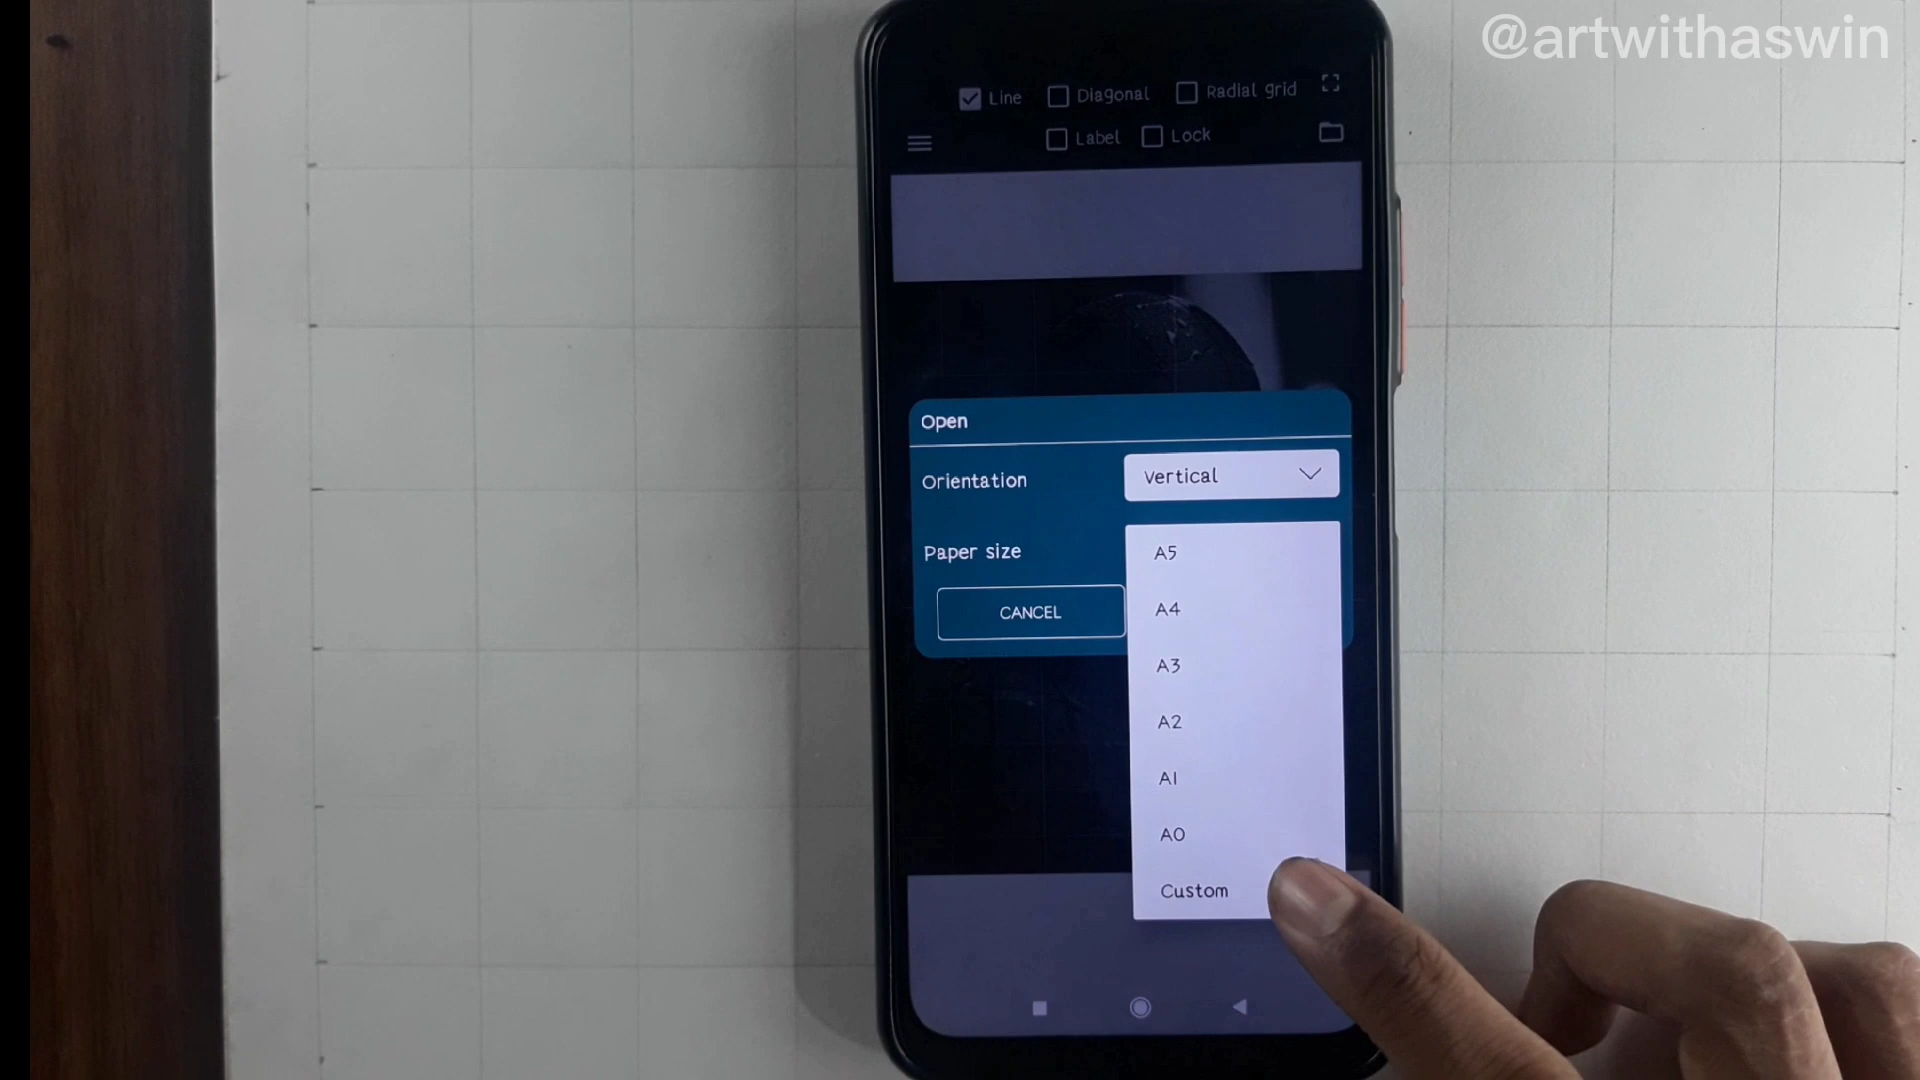 @artwithaswin
Line Diagonal Radial grid
Label Lock
Open
Orientation Vertical
Paper size
A5
A4
CANCEL
A3
A2
A1
A0
Custom